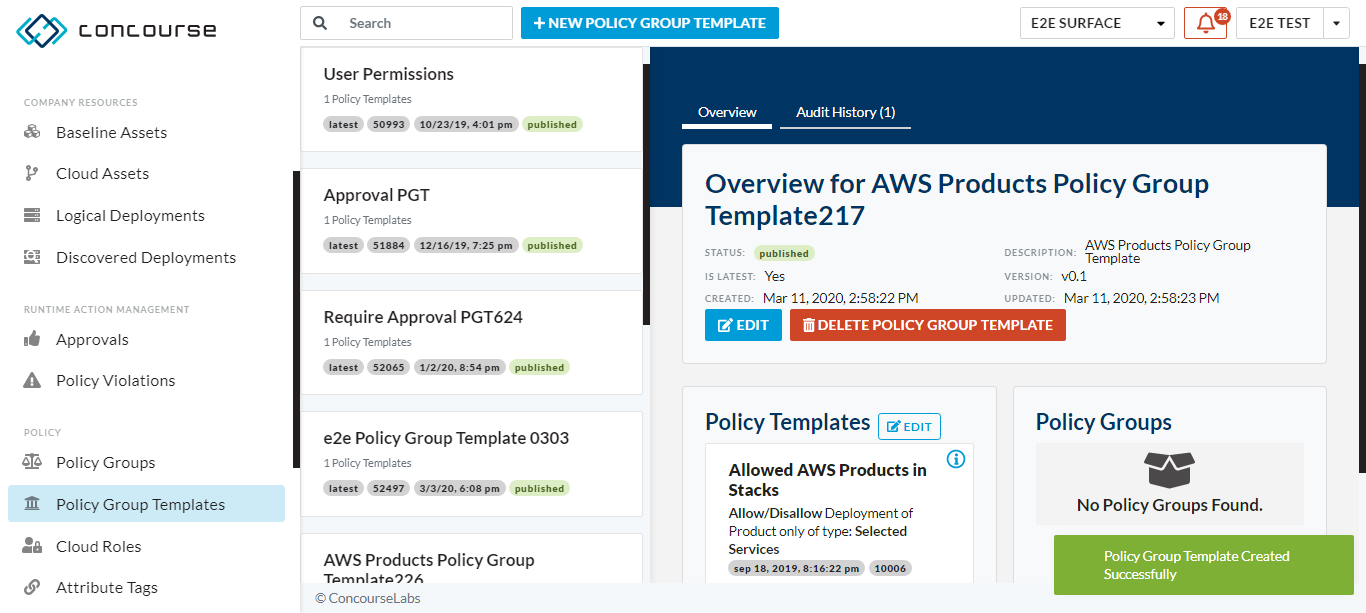 concourse
Search
NEW POLICY GROUP TEMPLATE
E2E SURFACE
18
E2E TEST
COMPANY RESOURCES
Baseline Assets
Cloud Assets
Logical Deployments
Discovered Deployments
RUNTIME ACTION MANAGEMENT
Approvals
Policy Violations
POLICY
Policy Groups
Policy Group Templates
Cloud Roles
Attribute Tags
User Permissions
1 Policy Templates
latest 50993 10/23/19, 4:01 pm published
Approval PGT
1 Policy Templates
latest 51884 12/16/19, 7:25 pm published
Require Approval PGT624
1 Policy Templates
latest 52065 1/2/20, 8:54 pm published
e2e Policy Group Template 0303
1 Policy Templates
latest 52497 3/3/20, 6:08 pm published
AWS Products Policy Group
Template226
© ConcourseLabs
Overview Audit History (1)
Overview for AWS Products Policy Group
Template217
STATUS: published
DESCRIPTION: AWS Products Policy Group
Template
IS LATEST: Yes
VERSION: v0.1
CREATED: Mar 11, 2020, 2:58:22 PM
UPDATED: Mar 11, 2020, 2:58:23 PM
EDIT DELETE POLICY GROUP TEMPLATE
Policy Templates EDIT
Allowed AWS Products in
Stacks
Allow/Disallow Deployment of
Product only of type: Selected
Services
sep 18, 2019, 8:16:22 pm 10006
Policy Groups
No Policy Groups Found.
Policy Group Template Created
Successfully